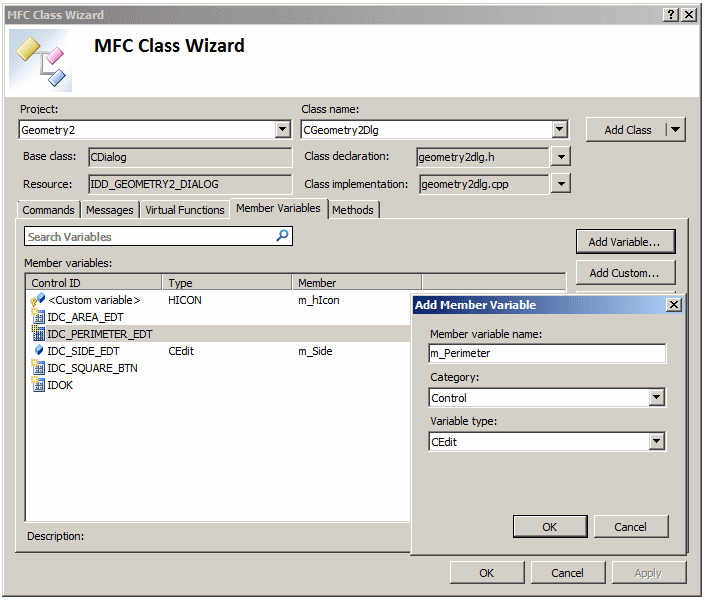 MFC Class Wizard
MFC Class Wizard
Project:
Class name:
Geometry2
CGeometry2Dlg
Add Class
Base class:
CDialog
Class declaration:
geometry2dlg.h
Resource:
IDD_GEOMETRY2_DIALOG
Class implementation:
geometry2dlg.cpp
Commands
Messages
Virtual Functions
Member Variables
Methods
Search Variables
Add Variable...
Member variables:
Add Custom...
Control ID Type Member
<Custom variable> HICON m_hIcon
IDC_AREA_EDT
IDC_PERIMETER_EDT
IDC_SIDE_EDT CEdit m_Side
IDC_SQUARE_BTN
IDOK
Add Member Variable
Member variable name:
m_Perimeter
Category:
Control
Variable type:
CEdit
OK
Cancel
Description:
OK
Cancel
Apply